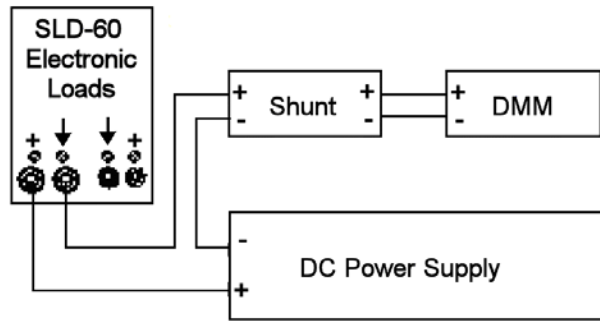 SLD-60
Electronic
Loads
+ +
+ Shunt + + DMM
- - -
- DC Power Supply
+